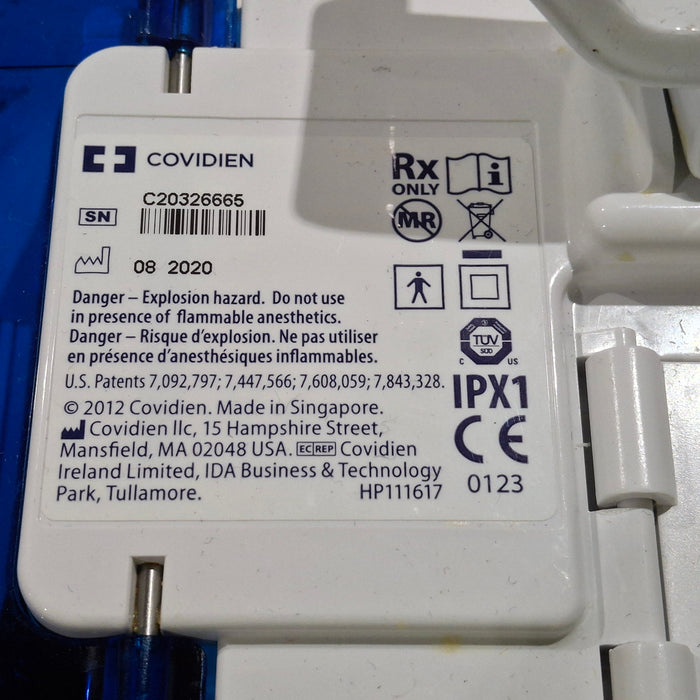 COVIDIEN
SN C20326665
08 2020
Danger – Explosion hazard. Do not use
in presence of flammable anesthetics.
Danger – Risque d'explosion. Ne pas utiliser
en présence d'anesthésiques inflammables.
U.S. Patents 7,092,797; 7,447,566; 7,608,059; 7,843,328.
© 2012 Covidien. Made in Singapore.
Covidien llc, 15 Hampshire Street,
Mansfield, MA 02048 USA. EC REP Covidien
Ireland Limited, IDA Business & Technology
Park, Tullamore. HP111617
Rx
ONLY
i
MR
TÜV
SÜD
C US
IPX1
CE
0123